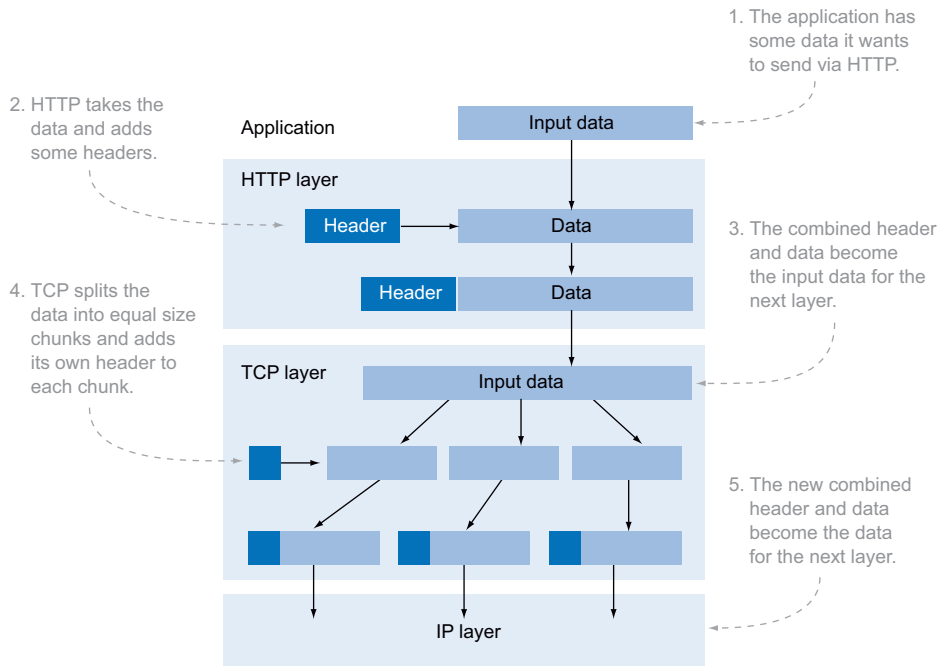 1. The application has
some data it wants
to send via HTTP.
2. HTTP takes the
data and adds
some headers.
Application
Input data
HTTP layer
Header
Data
3. The combined header
and data become
the input data for the
next layer.
Header
Data
4. TCP splits the
data into equal size
chunks and adds
its own header to
each chunk.
TCP layer
Input data
5. The new combined
header and data
become the data
for the next layer.
IP layer